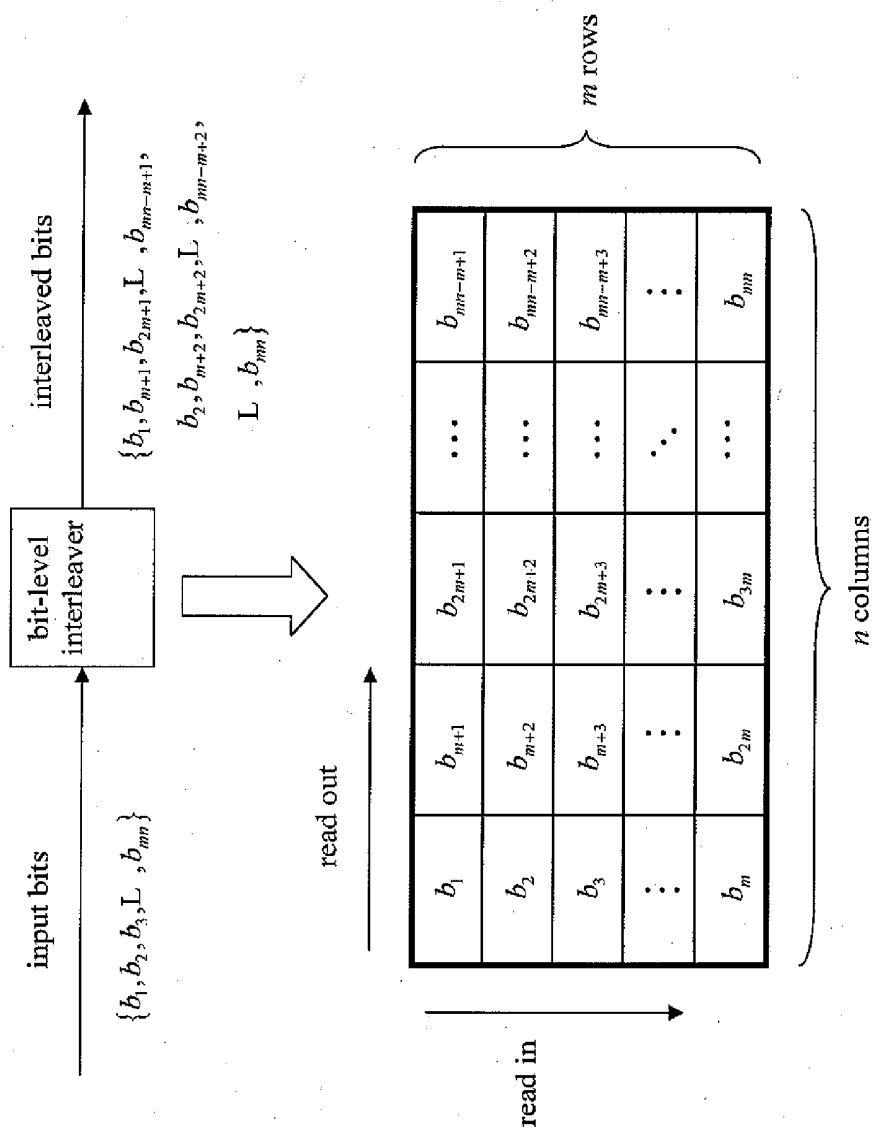 input bits
bit-level
interleaver
interleaved bits
{b₁, b₂, b₃, L , bₘₙ}
{b₁, bₘ₊₁, b₂ₘ₊₁, L , bₘₙ₋ₘ₊₁,
b₂, bₘ₊₂, b₂ₘ₊₂, L , bₘₙ₋ₘ₊₂,
L , bₘₙ}
read out
read in
b₁ bₘ₊₁ b₂ₘ₊₁ ⋯ bₘₙ₋ₘ₊₁
b₂ bₘ₊₂ b₂ₘ₊₂ ⋯ bₘₙ₋ₘ₊₂
b₃ bₘ₊₃ b₂ₘ₊₃ ⋯ bₘₙ₋ₘ₊₃
⋮ ⋮ ⋮ ⋱ ⋮
bₘ b₂ₘ b₃ₘ ⋯ bₘₙ
m rows
n columns